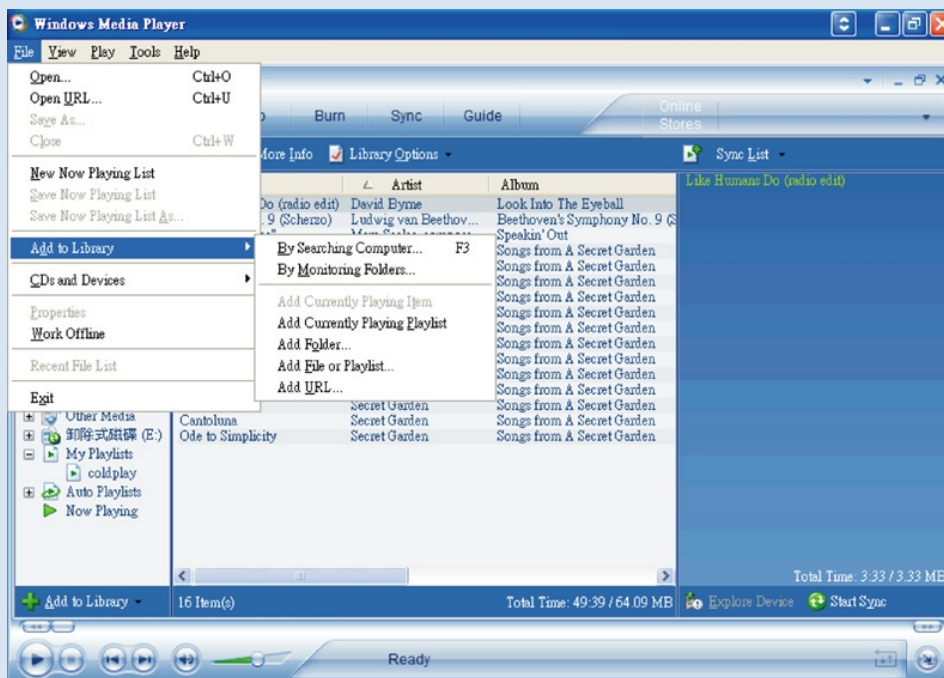 Windows Media Player
File View Play Tools Help
Open... Ctrl+O
Open URL... Ctrl+U
Save As...
Close Ctrl+W
New Now Playing List
Save Now Playing List
Save Now Playing List As...
Add to Library
CDs and Devices
Properties
Work Offline
Recent File List
Exit
By Searching Computer... F3
By Monitoring Folders...
Add Currently Playing Item
Add Currently Playing Playlist
Add Folder...
Add File or Playlist...
Add URL...
Burn Sync Guide
Online
Stores
More Info Library Options Sync List
Artist Album
Do (radio edit) David Byrne Look Into The Eyeball
. 9 (Scherzo) Ludwig van Beethov... Beethoven's Symphony No. 9 (S
Speakin' Out
Songs from A Secret Garden
Songs from A Secret Garden
Songs from A Secret Garden
Songs from A Secret Garden
Songs from A Secret Garden
Songs from A Secret Garden
Songs from A Secret Garden
Songs from A Secret Garden
Songs from A Secret Garden
Songs from A Secret Garden
Secret Garden Songs from A Secret Garden
Cantoluna Secret Garden Songs from A Secret Garden
Ode to Simplicity Secret Garden Songs from A Secret Garden
Like Humans Do (radio edit)
Other Media
卸除式磁碟 (E:)
My Playlists
coldplay
Auto Playlists
Now Playing
Total Time: 3:33 / 3.33 ME
Add to Library 16 Item(s) Total Time: 49:39 / 64.09 MB Explore Device Start Sync
Ready